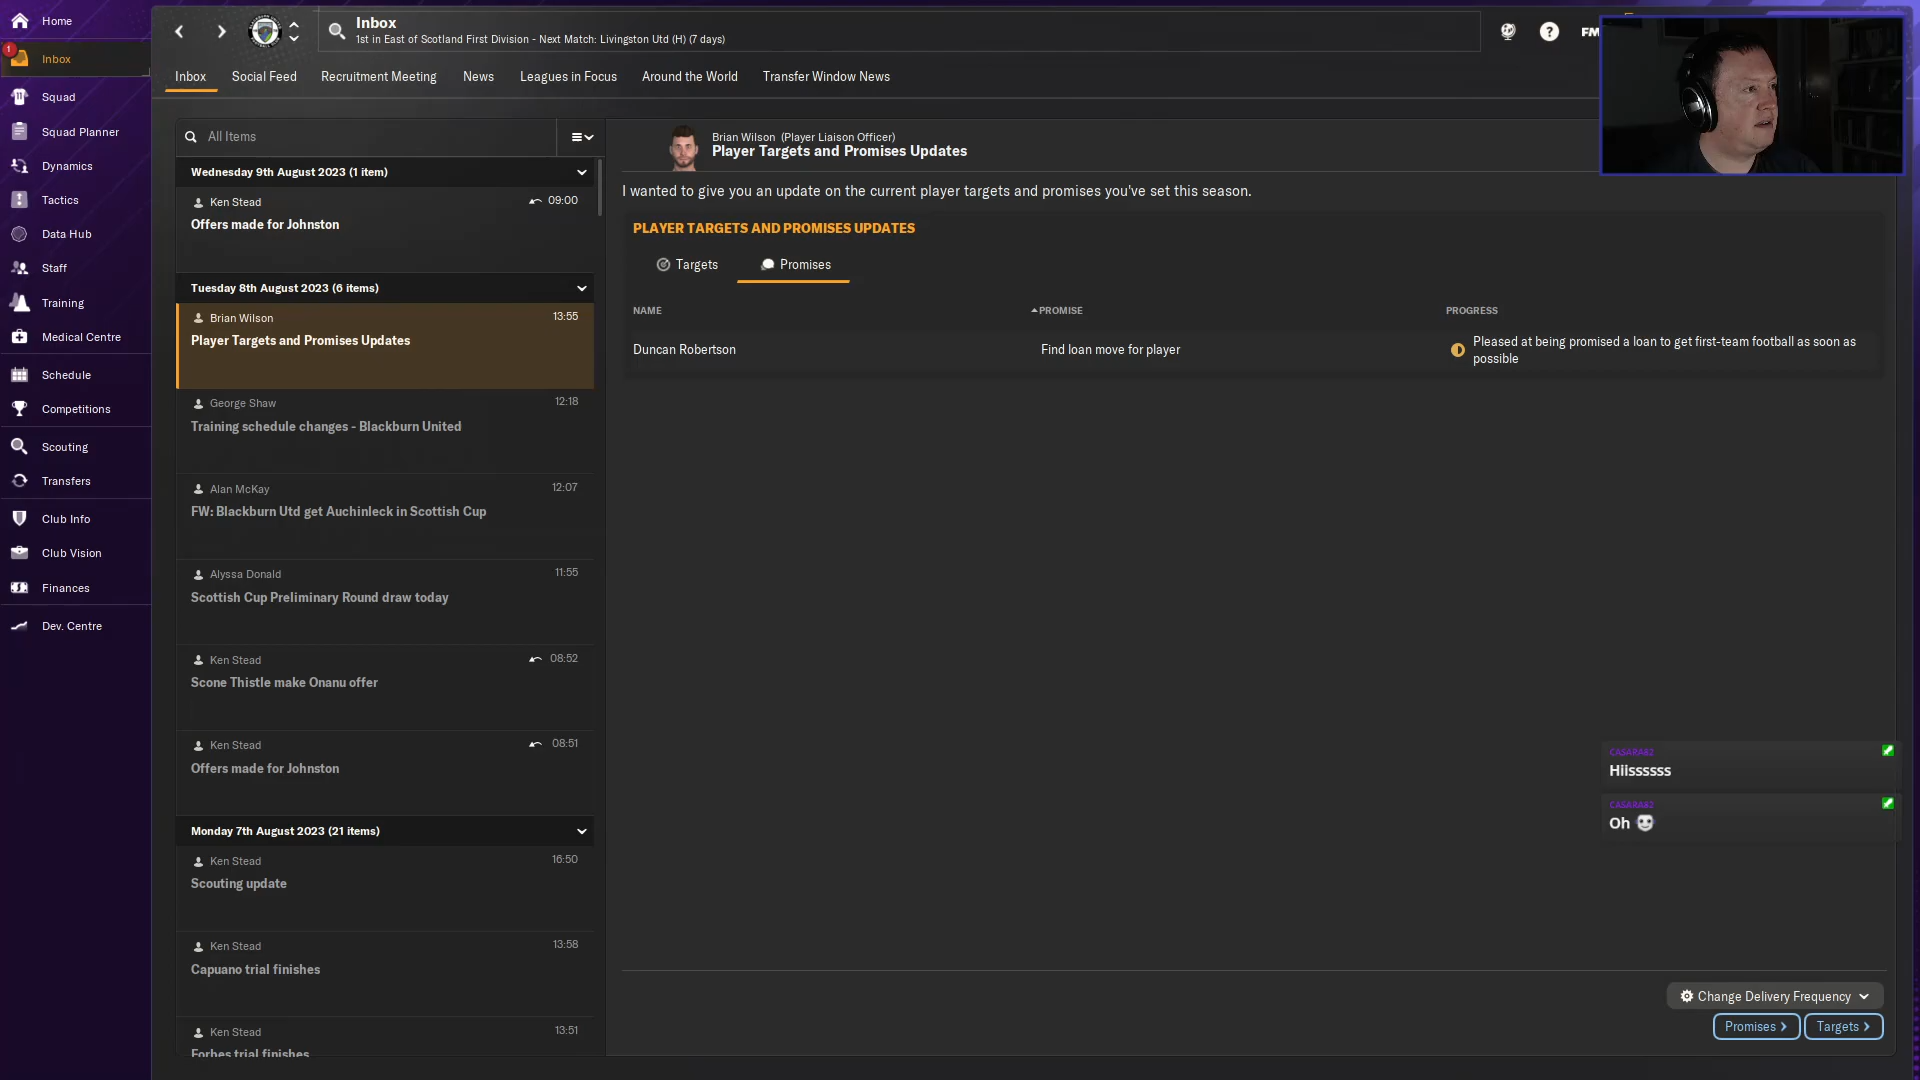 Home
1
Inbox
Squad
Squad Planner
Dynamics
Tactics
Data Hub
Staff
Training
Medical Centre
Schedule
Competitions
Scouting
Transfers
Club Info
Club Vision
Finances
Dev. Centre
Inbox
1st in East of Scotland First Division - Next Match: Livingston Utd (H) (7 days)
?
FM
Inbox
Social Feed
Recruitment Meeting
News
Leagues in Focus
Around the World
Transfer Window News
All Items
Wednesday 9th August 2023 (1 item)
Ken Stead
09:00
Offers made for Johnston
Tuesday 8th August 2023 (6 items)
Brian Wilson
13:55
Player Targets and Promises Updates
George Shaw
12:18
Training schedule changes - Blackburn United
Alan McKay
12:07
FW: Blackburn Utd get Auchinleck in Scottish Cup
Alyssa Donald
11:55
Scottish Cup Preliminary Round draw today
Ken Stead
08:52
Scone Thistle make Onanu offer
Ken Stead
08:51
Offers made for Johnston
Monday 7th August 2023 (21 items)
Ken Stead
16:50
Scouting update
Ken Stead
13:58
Capuano trial finishes
Ken Stead
13:51
Forbes trial finishes
Brian Wilson (Player Liaison Officer)
Player Targets and Promises Updates
I wanted to give you an update on the current player targets and promises you've set this season.
PLAYER TARGETS AND PROMISES UPDATES
Targets
Promises
NAME
PROMISE
PROGRESS
Duncan Robertson
Find loan move for player
Pleased at being promised a loan to get first-team football as soon as
possible
CASARA82
Hiissssss
CASARA82
Oh
Change Delivery Frequency
Promises
Targets